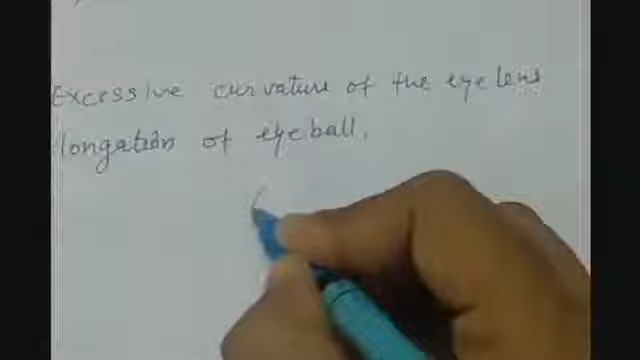 Excessive curvature of the eye lens
longation of eyeball.